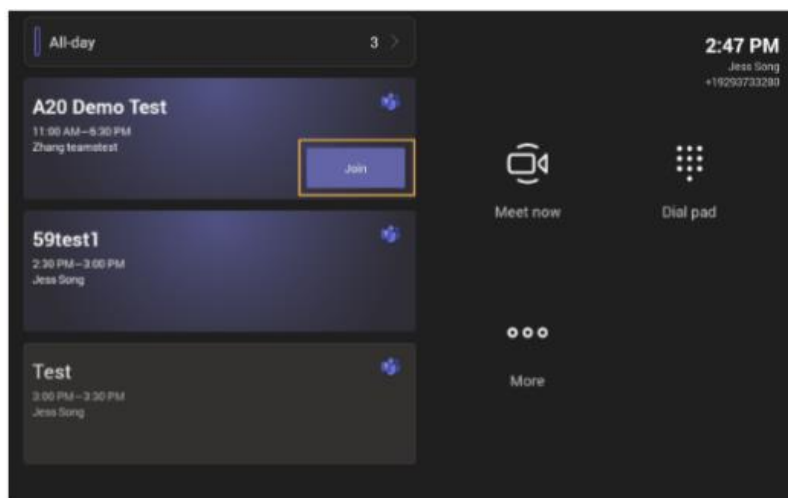 All-day
3
2:47 PM
Jess Song
+19293733280
A20 Demo Test
11:00 AM—6:30 PM
Zhang teamstest
Join
Meet now
Dial pad
59test1
2:30 PM—3:00 PM
Jess Song
More
Test
3:00 PM—3:30 PM
Jess Song